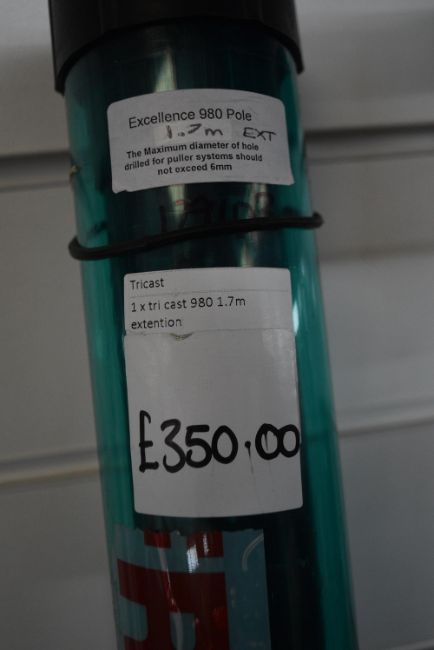 Excellence 980 Pole
1.7m EXT
The Maximum diameter of hole
drilled for puller systems should
not exceed 6mm
Tricast
1 x tri cast 980 1.7m
extention
£350.00